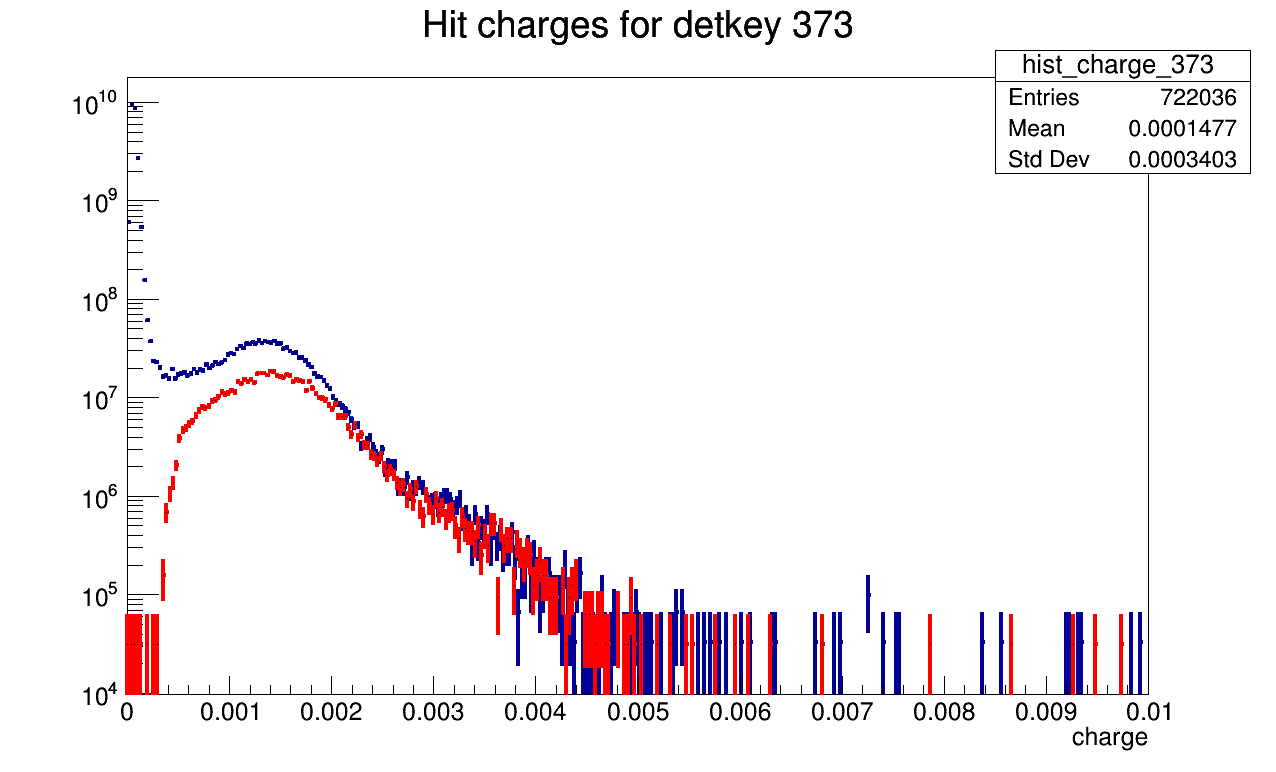 Hit charges for detkey 373
hist_charge_373
Entries 722036
Mean 0.0001477
Std Dev 0.0003403
10^10
10^9
10^8
10^7
10^6
10^5
10^4
0 0.001 0.002 0.003 0.004 0.005 0.006 0.007 0.008 0.009 0.01
charge